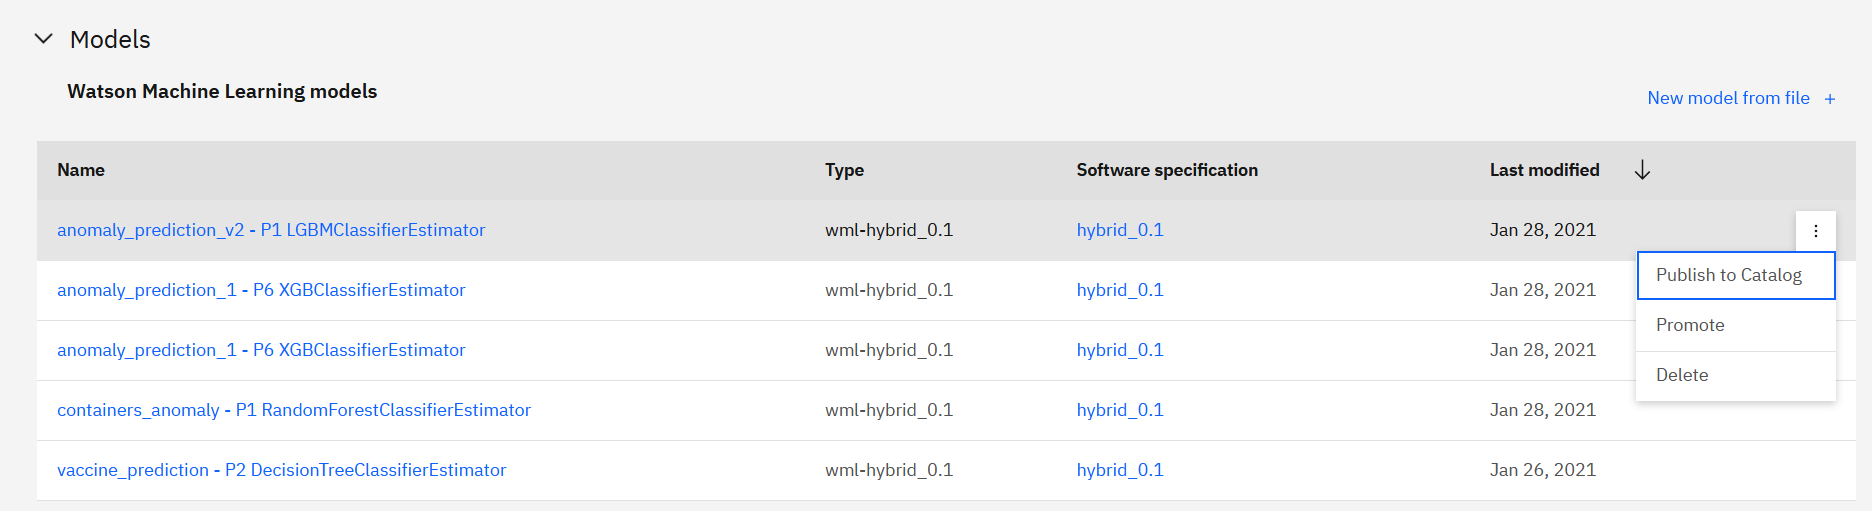 Models
Watson Machine Learning models
New model from file +
Name Type Software specification Last modified
anomaly_prediction_v2 - P1 LGBMClassifierEstimator wml-hybrid_0.1 hybrid_0.1 Jan 28, 2021
Publish to Catalog
anomaly_prediction_1 - P6 XGBClassifierEstimator wml-hybrid_0.1 hybrid_0.1 Jan 28, 2021
Promote
anomaly_prediction_1 - P6 XGBClassifierEstimator wml-hybrid_0.1 hybrid_0.1 Jan 28, 2021
Delete
containers_anomaly - P1 RandomForestClassifierEstimator wml-hybrid_0.1 hybrid_0.1 Jan 28, 2021
vaccine_prediction - P2 DecisionTreeClassifierEstimator wml-hybrid_0.1 hybrid_0.1 Jan 26, 2021